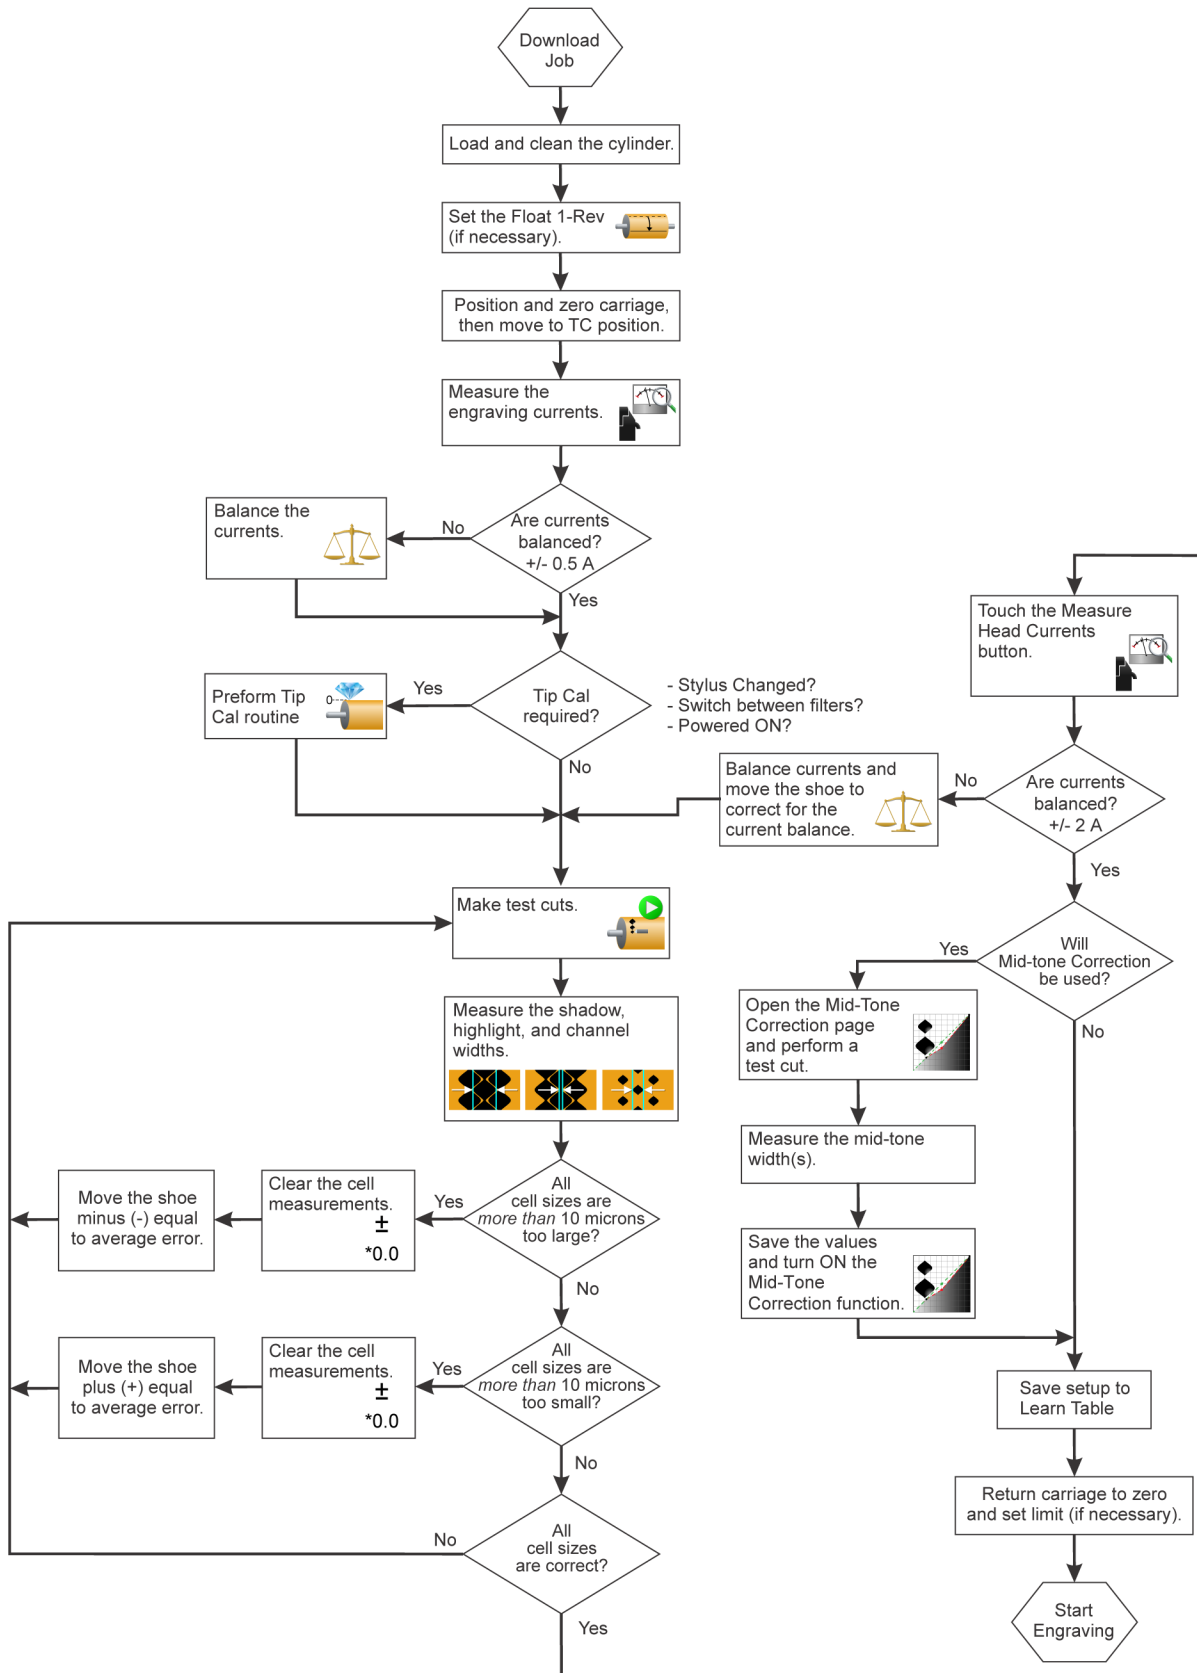 Download
Job
Load and clean the cylinder.
Set the Float 1-Rev
(if necessary).
Position and zero carriage,
then move to TC position.
Measure the
engraving currents.
Are currents
balanced?
+/- 0.5 A
No
Balance the
currents.
Yes
Tip Cal
required?
- Stylus Changed?
- Switch between filters?
- Powered ON?
Yes
Preform Tip
Cal routine
0
No
Make test cuts.
Measure the shadow,
highlight, and channel
widths.
All
cell sizes are
more than 10 microns
too large?
Yes
Clear the cell
measurements.
±
*0.0
Move the shoe
minus (-) equal
to average error.
No
All
cell sizes are
more than 10 microns
too small?
Yes
Clear the cell
measurements.
±
*0.0
Move the shoe
plus (+) equal
to average error.
No
All
cell sizes
are correct?
No
Yes
Touch the Measure
Head Currents
button.
Are currents
balanced?
+/- 2 A
No
Balance currents and
move the shoe to
correct for the
current balance.
Yes
Will
Mid-tone Correction
be used?
Yes
Open the Mid-Tone
Correction page
and perform a
test cut.
Measure the mid-tone
width(s).
Save the values
and turn ON the
Mid-Tone
Correction function.
No
Save setup to
Learn Table
Return carriage to zero
and set limit (if necessary).
Start
Engraving